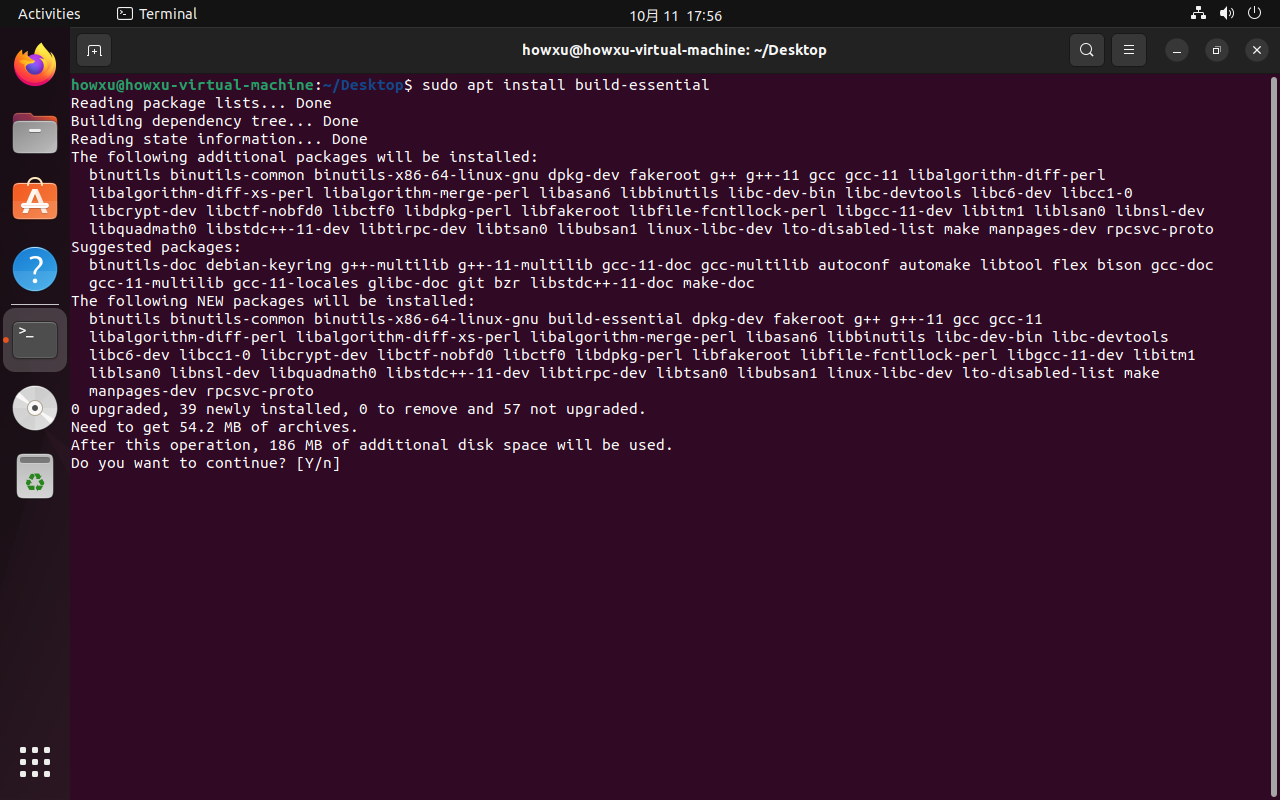 Activities
Terminal
10月 11 17:56
howxu@howxu-virtual-machine: ~/Desktop
howxu@howxu-virtual-machine:~/Desktop$ sudo apt install build-essential
Reading package lists... Done
Building dependency tree... Done
Reading state information... Done
The following additional packages will be installed:
binutils binutils-common binutils-x86-64-linux-gnu dpkg-dev fakeroot g++ g++-11 gcc gcc-11 libalgorithm-diff-perl
libalgorithm-diff-xs-perl libalgorithm-merge-perl libasan6 libbinutils libc-dev-bin libc-devtools libc6-dev libcc1-0
libcrypt-dev libctf-nobfd0 libctf0 libdpkg-perl libfakeroot libfile-fcntllock-perl libgcc-11-dev libitm1 liblsan0 libnsl-dev
libquadmath0 libstdc++-11-dev libtirpc-dev libtsan0 libubsan1 linux-libc-dev lto-disabled-list make manpages-dev rpcsvc-proto
Suggested packages:
binutils-doc debian-keyring g++-multilib g++-11-multilib gcc-11-doc gcc-multilib autoconf automake libtool flex bison gcc-doc
gcc-11-multilib gcc-11-locales glibc-doc git bzr libstdc++-11-doc make-doc
The following NEW packages will be installed:
binutils binutils-common binutils-x86-64-linux-gnu build-essential dpkg-dev fakeroot g++ g++-11 gcc gcc-11
libalgorithm-diff-perl libalgorithm-diff-xs-perl libalgorithm-merge-perl libasan6 libbinutils libc-dev-bin libc-devtools
libc6-dev libcc1-0 libcrypt-dev libctf-nobfd0 libctf0 libdpkg-perl libfakeroot libfile-fcntllock-perl libgcc-11-dev libitm1
liblsan0 libnsl-dev libquadmath0 libstdc++-11-dev libtirpc-dev libtsan0 libubsan1 linux-libc-dev lto-disabled-list make
manpages-dev rpcsvc-proto
0 upgraded, 39 newly installed, 0 to remove and 57 not upgraded.
Need to get 54.2 MB of archives.
After this operation, 186 MB of additional disk space will be used.
Do you want to continue? [Y/n]